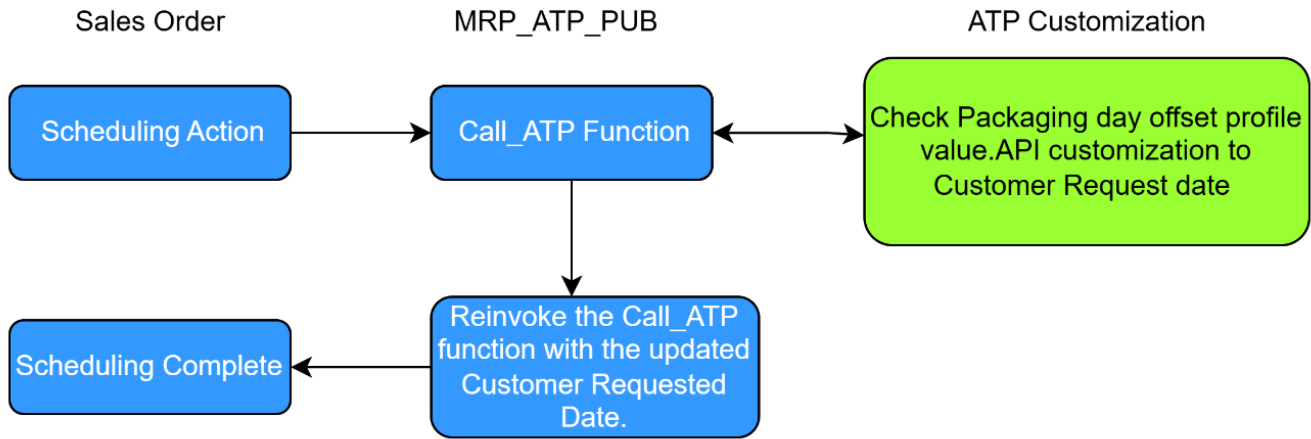 Sales Order
MRP_ATP_PUB
ATP Customization
Scheduling Action
Call_ATP Function
Check Packaging day offset profile
value.API customization to
Customer Request date
Scheduling Complete
Reinvoke the Call_ATP
function with the updated
Customer Requested
Date.